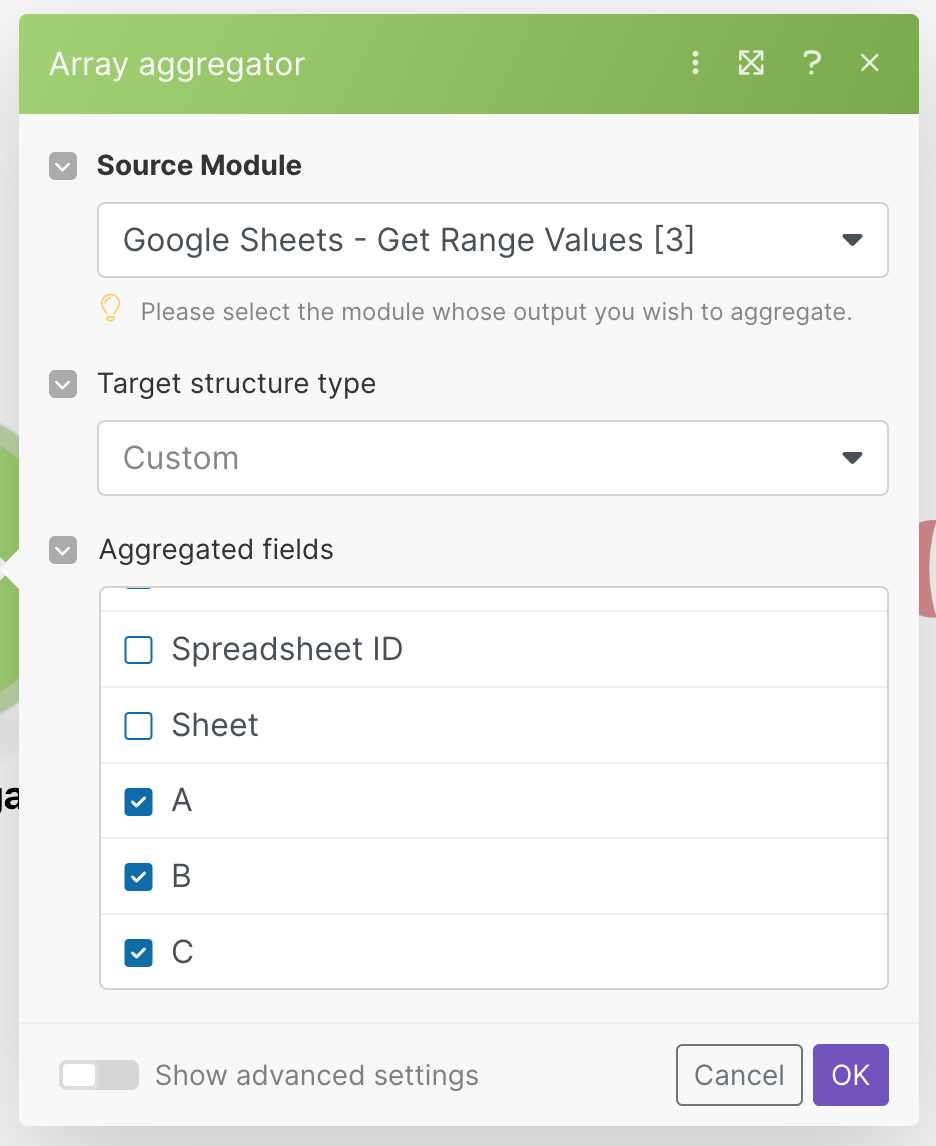 Array aggregator
?
Source Module
Google Sheets - Get Range Values [3]
Please select the module whose output you wish to aggregate.
Target structure type
Custom
Aggregated fields
Spreadsheet ID
Sheet
A
B
C
Show advanced settings
Cancel
OK